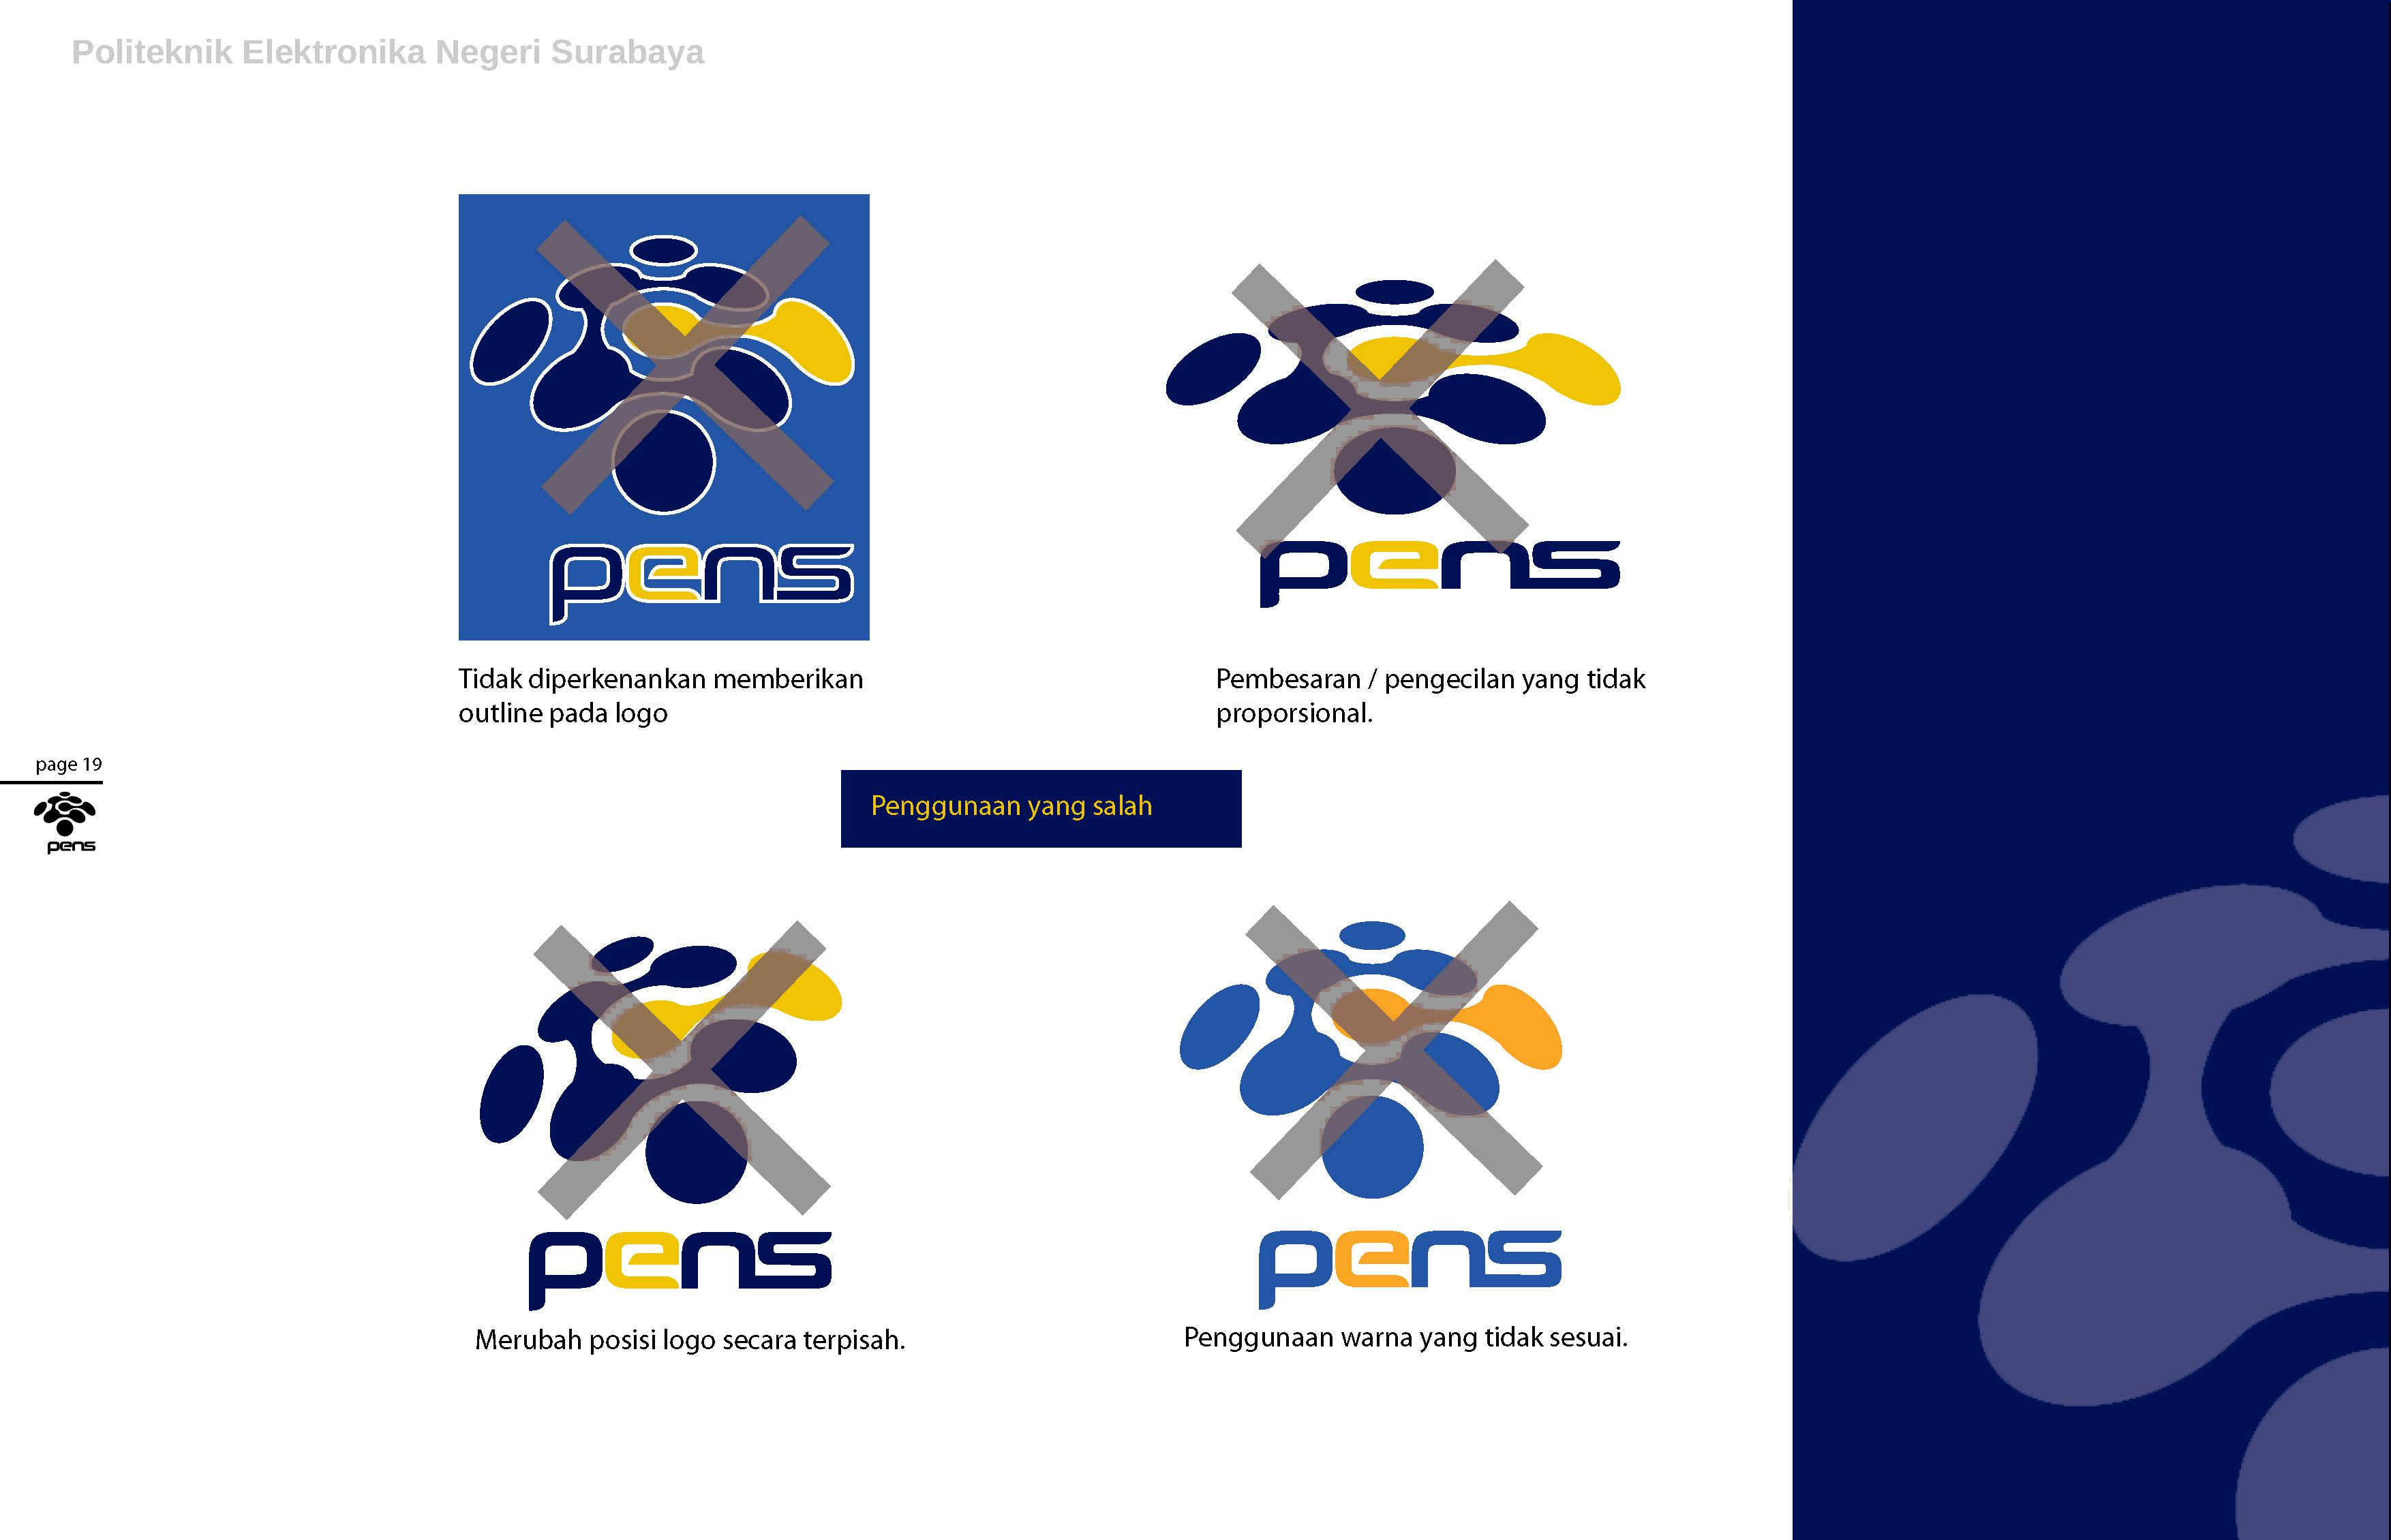 Politeknik Elektronika Negeri Surabaya
pens
pens
Tidak diperkenankan memberikan
outline pada logo
Pembesaran / pengecilan yang tidak
proporsional.
page 19
pens
Penggunaan yang salah
pens
pens
Merubah posisi logo secara terpisah.
Penggunaan warna yang tidak sesuai.